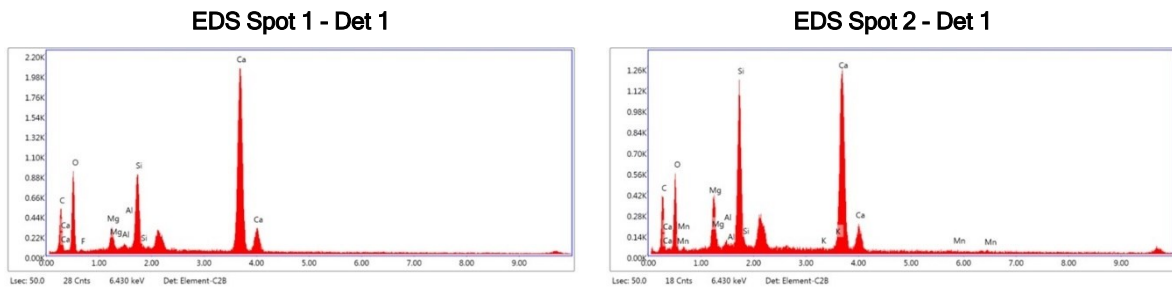 EDS Spot 1 - Det 1
2.20K
1.98K
1.76K
1.54K
1.32K
1.10K
0.88K
0.66K
0.44K
0.22K
0.00K
Ca
O
Si
C
Al
Mg
Ca
Ca
Mg
Al
Si
Ca
F
0.00 1.00 2.00 3.00 4.00 5.00 6.00 7.00 8.00 9.00
Lsec: 50.0 28 Cnts 6.430 keV Det: Element-C2B
EDS Spot 2 - Det 1
1.26K
1.12K
0.98K
0.84K
0.70K
0.56K
0.42K
0.28K
0.14K
0.00K
Ca
Si
O
C
Mg
Al
Ca
Ca
Mn
Mg
Si
K
Ca
Mn
Al
K
Mn
Mn
0.00 1.00 2.00 3.00 4.00 5.00 6.00 7.00 8.00 9.00
Lsec: 50.0 18 Cnts 6.430 keV Det: Element-C2B